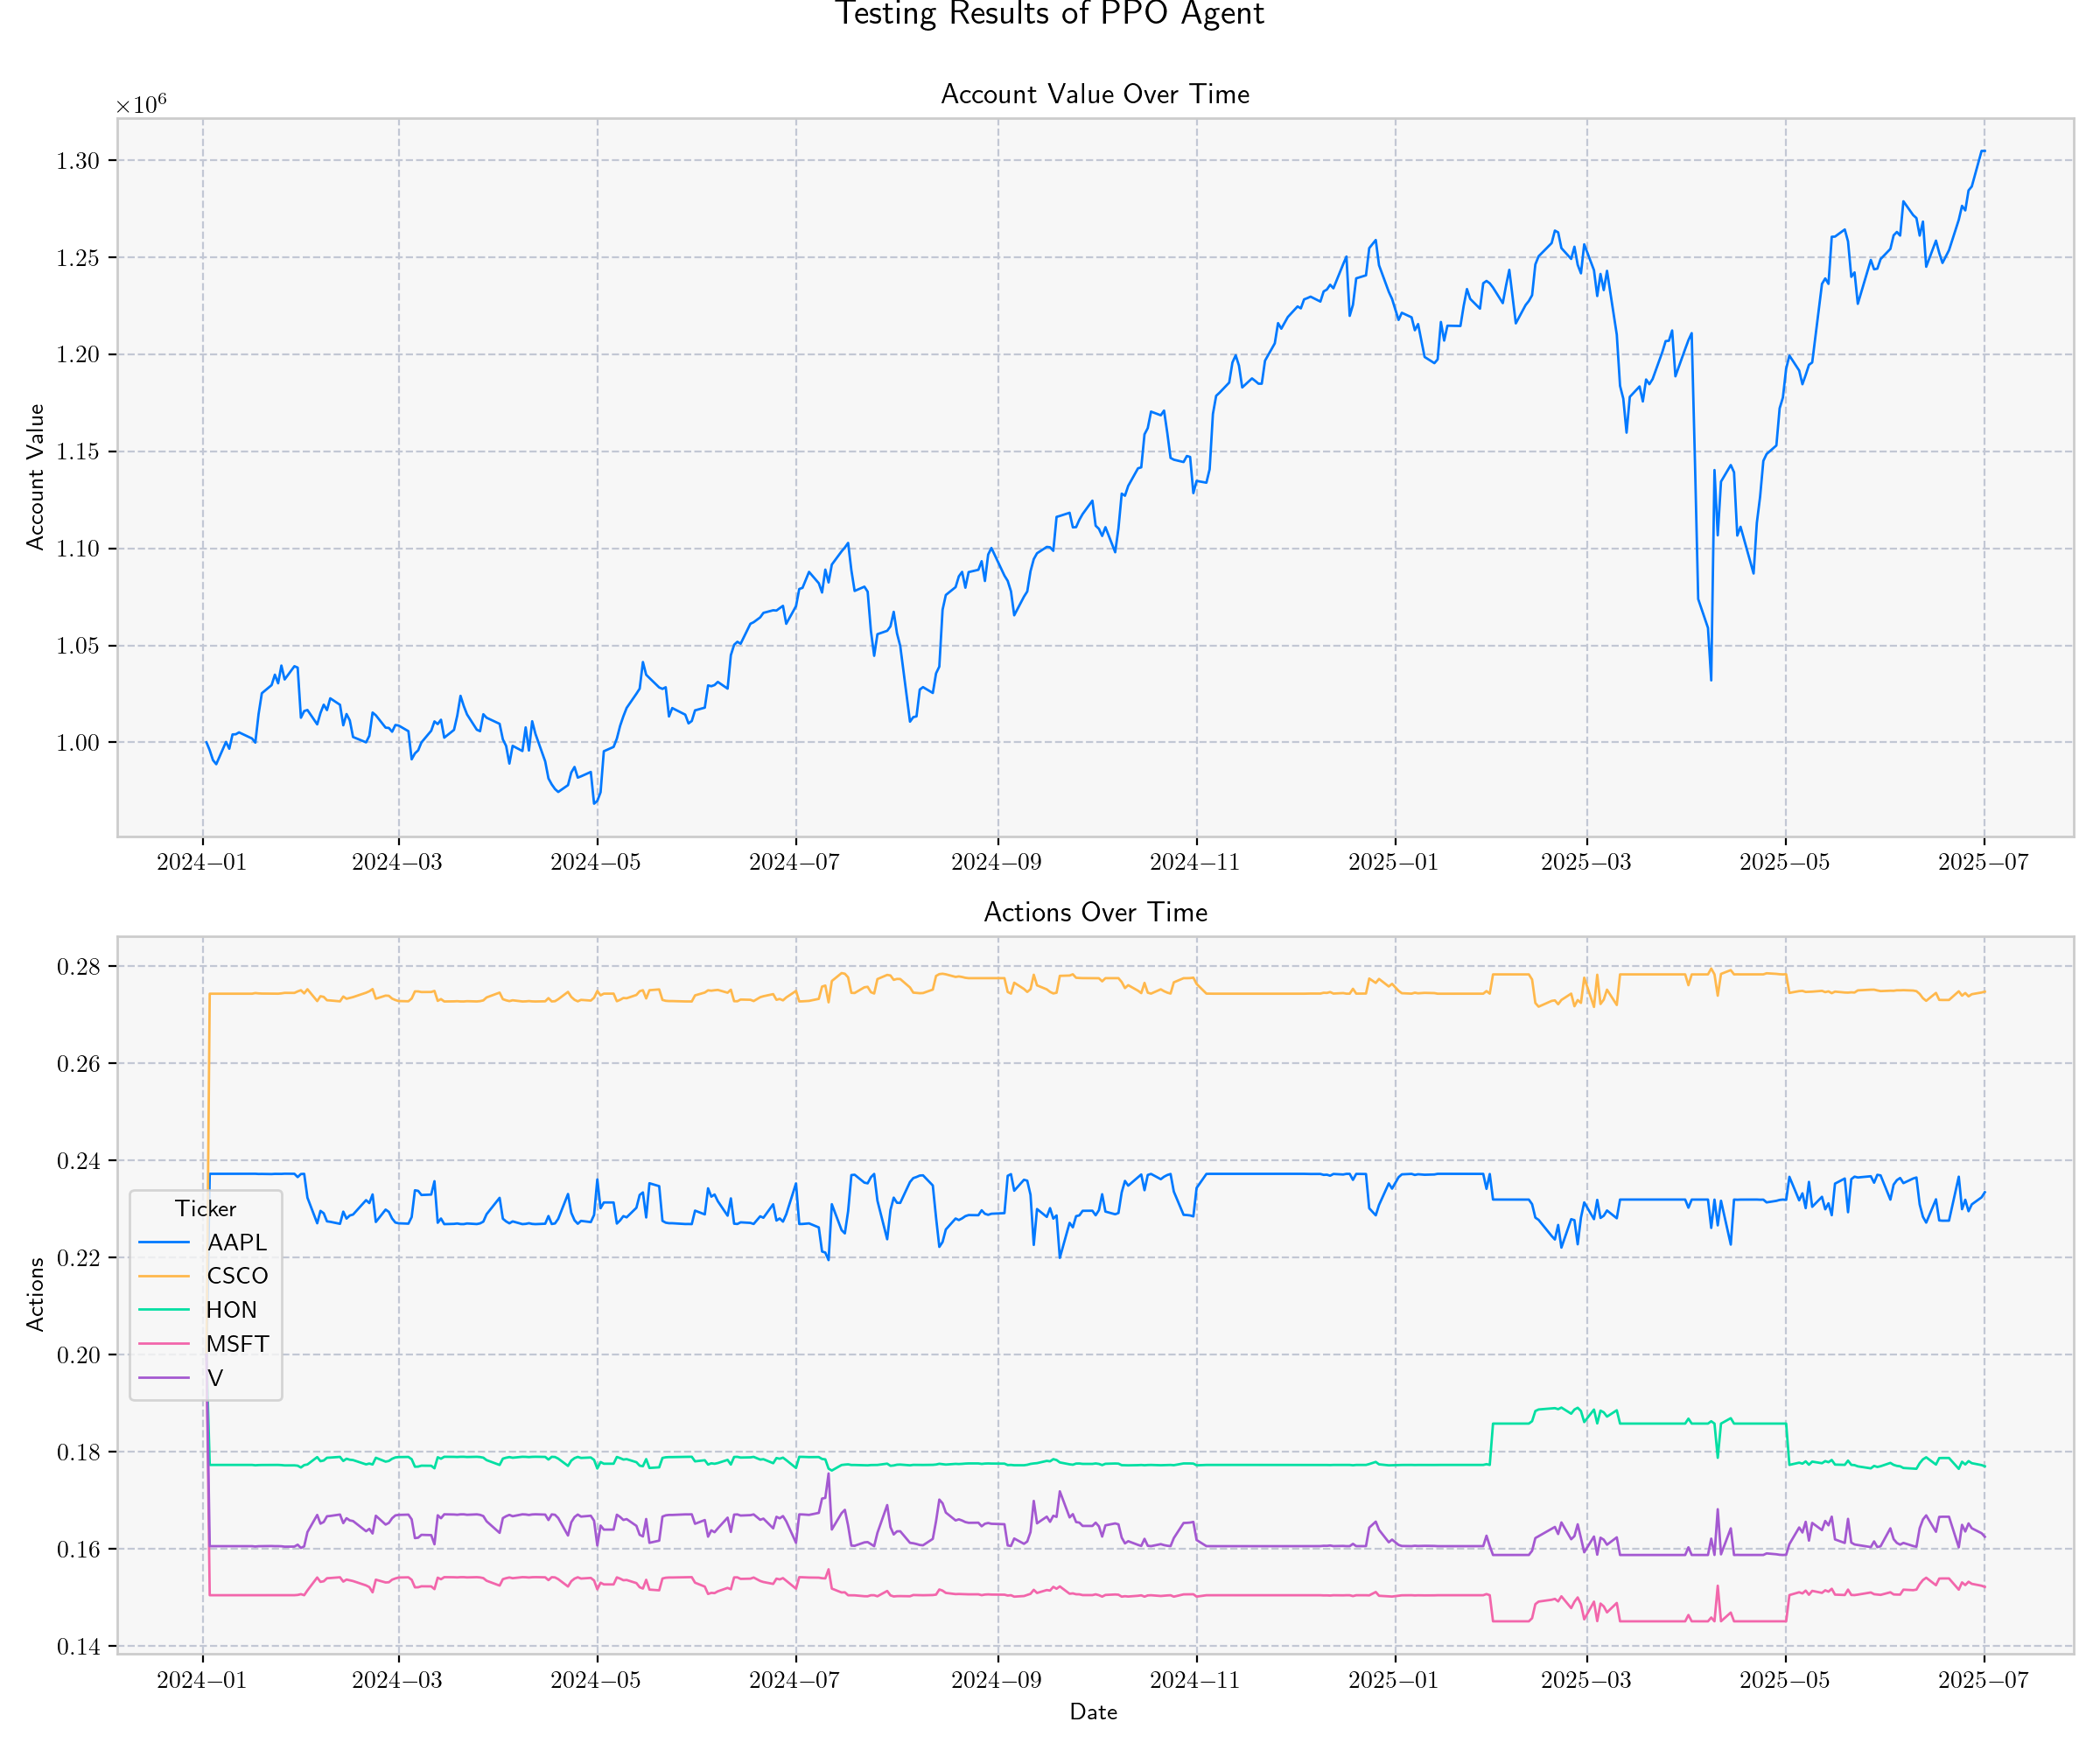 Testing Results of PPO Agent
Account Value Over Time
×10⁶
1.30
1.25
1.20
1.15
1.10
1.05
1.00
Account Value
2024–01 2024–03 2024–05 2024–07 2024–09 2024–11 2025–01 2025–03 2025–05 2025–07
Actions Over Time
0.28
0.26
0.24
0.22
0.20
0.18
0.16
0.14
Actions
Ticker
AAPL
CSCO
HON
MSFT
V
2024–01 2024–03 2024–05 2024–07 2024–09 2024–11 2025–01 2025–03 2025–05 2025–07
Date